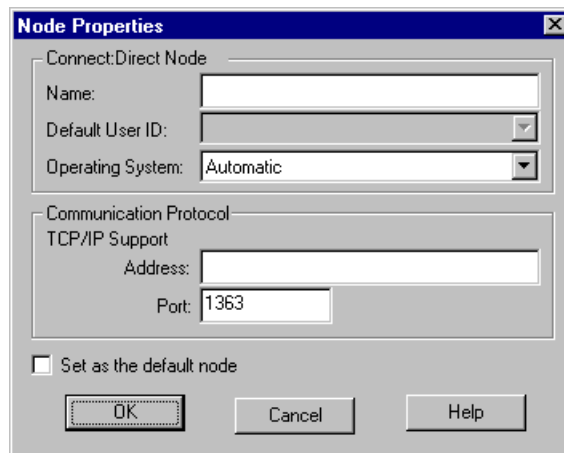 Node Properties
Connect:Direct Node
Name:
Default User ID:
Operating System: Automatic
Communication Protocol
TCP/IP Support
Address:
Port: 1363
Set as the default node
OK Cancel Help